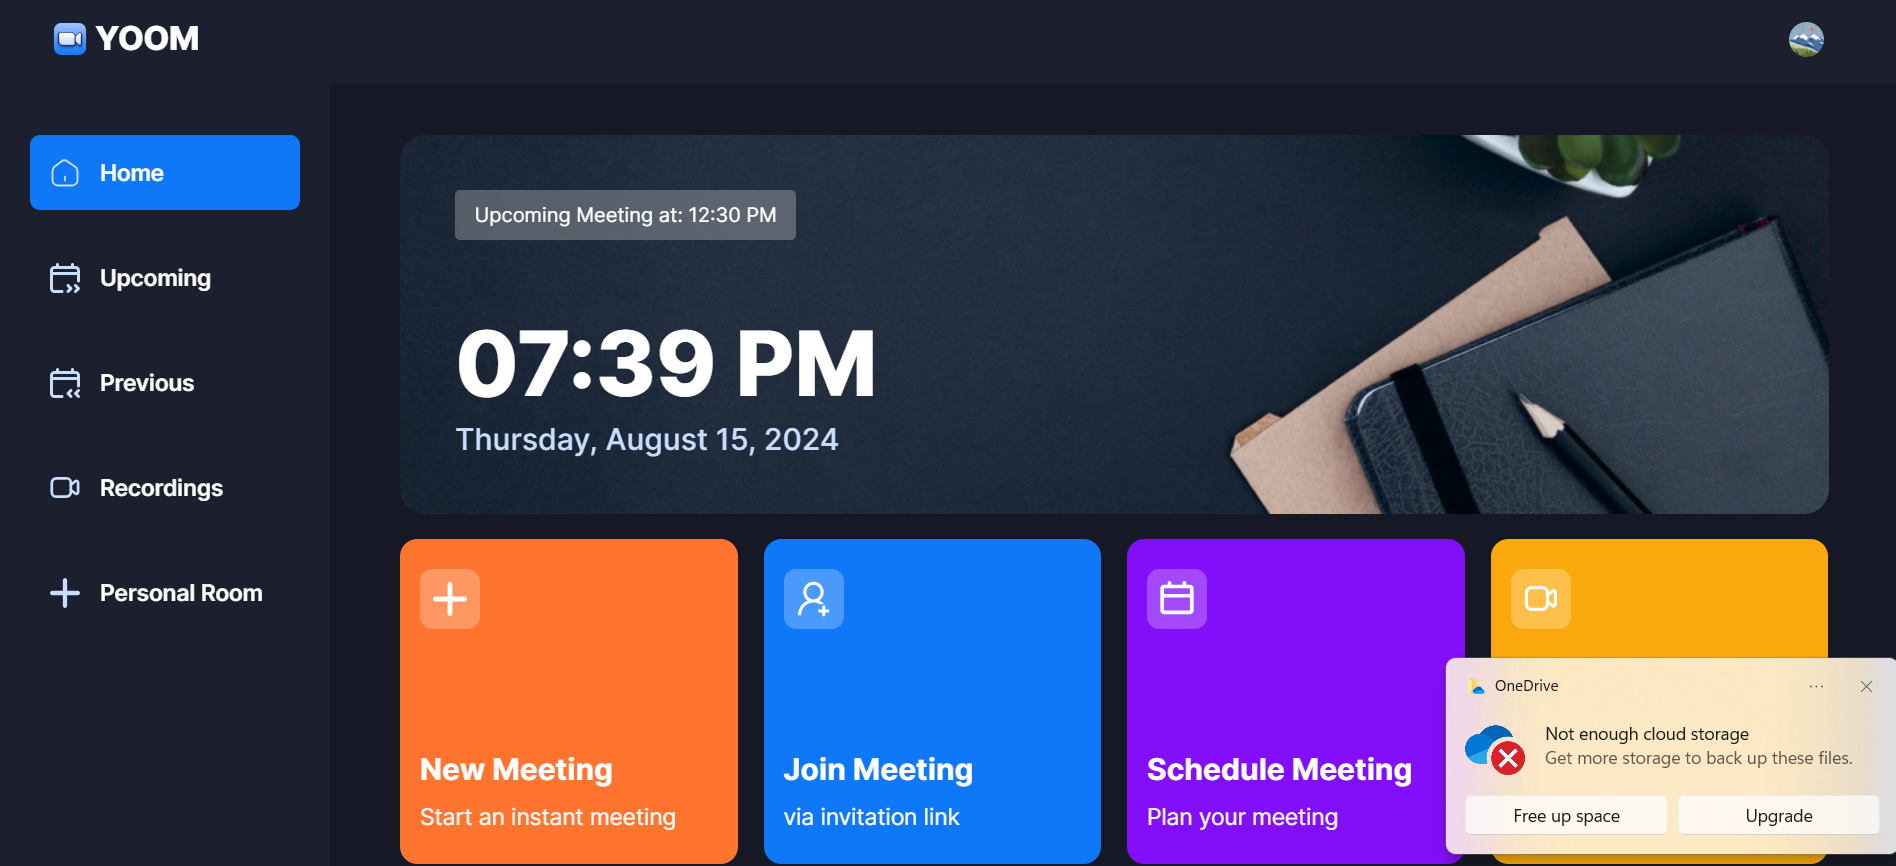 YOOM
Home
Upcoming
Previous
Recordings
Personal Room
Upcoming Meeting at: 12:30 PM
07:39 PM
Thursday, August 15, 2024
New Meeting
Start an instant meeting
Join Meeting
via invitation link
Schedule Meeting
Plan your meeting
OneDrive
Not enough cloud storage
Get more storage to back up these files.
Free up space
Upgrade